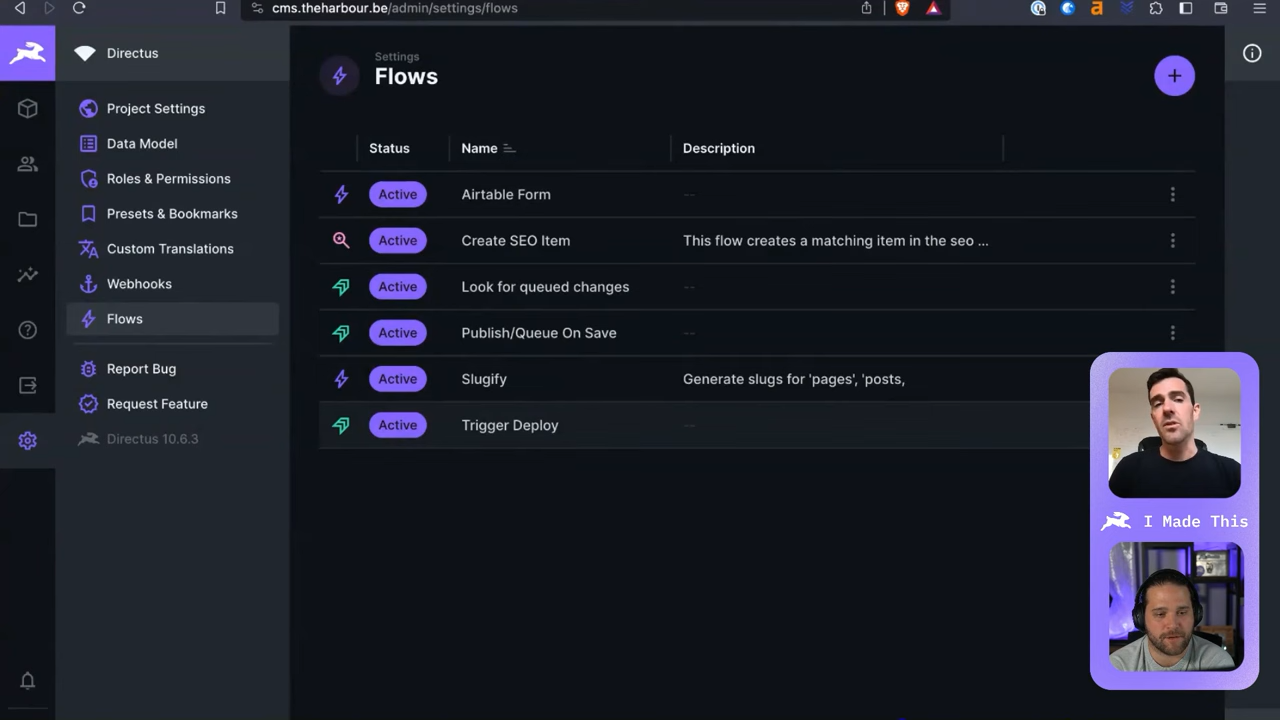 cms.theharbour.be/admin/settings/flows
Directus
Project Settings
Data Model
Roles & Permissions
Presets & Bookmarks
Custom Translations
Webhooks
Flows
Report Bug
Request Feature
Directus 10.6.3
Settings
Flows
Status Name Description
Active Airtable Form --
Active Create SEO Item This flow creates a matching item in the seo ...
Active Look for queued changes --
Active Publish/Queue On Save --
Active Slugify Generate slugs for 'pages', 'posts,
Active Trigger Deploy --
I Made This